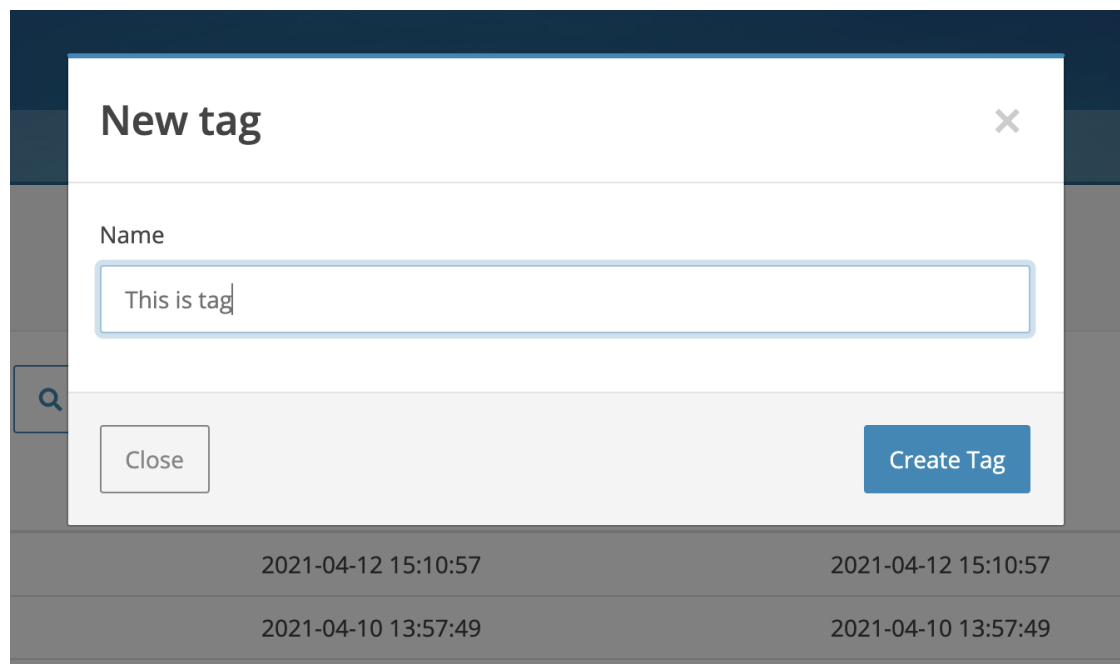 New tag
Name
This is tag
Close
Create Tag
2021-04-12 15:10:57 2021-04-12 15:10:57
2021-04-10 13:57:49 2021-04-10 13:57:49